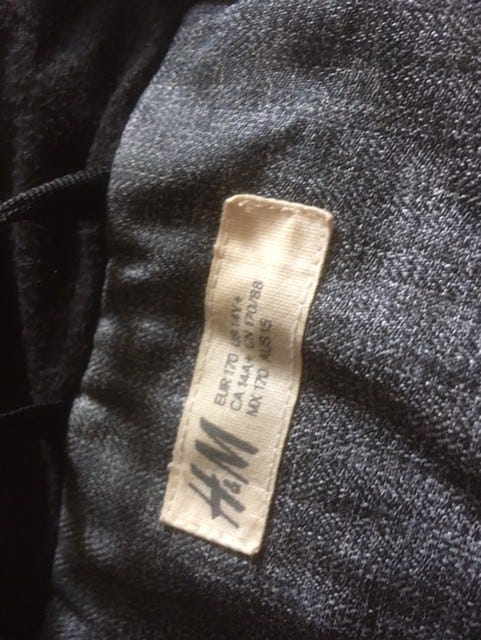 H&M
EUR 170 US 14Y+
CA 14A+ CN 170/88
MX 170 AUS 15